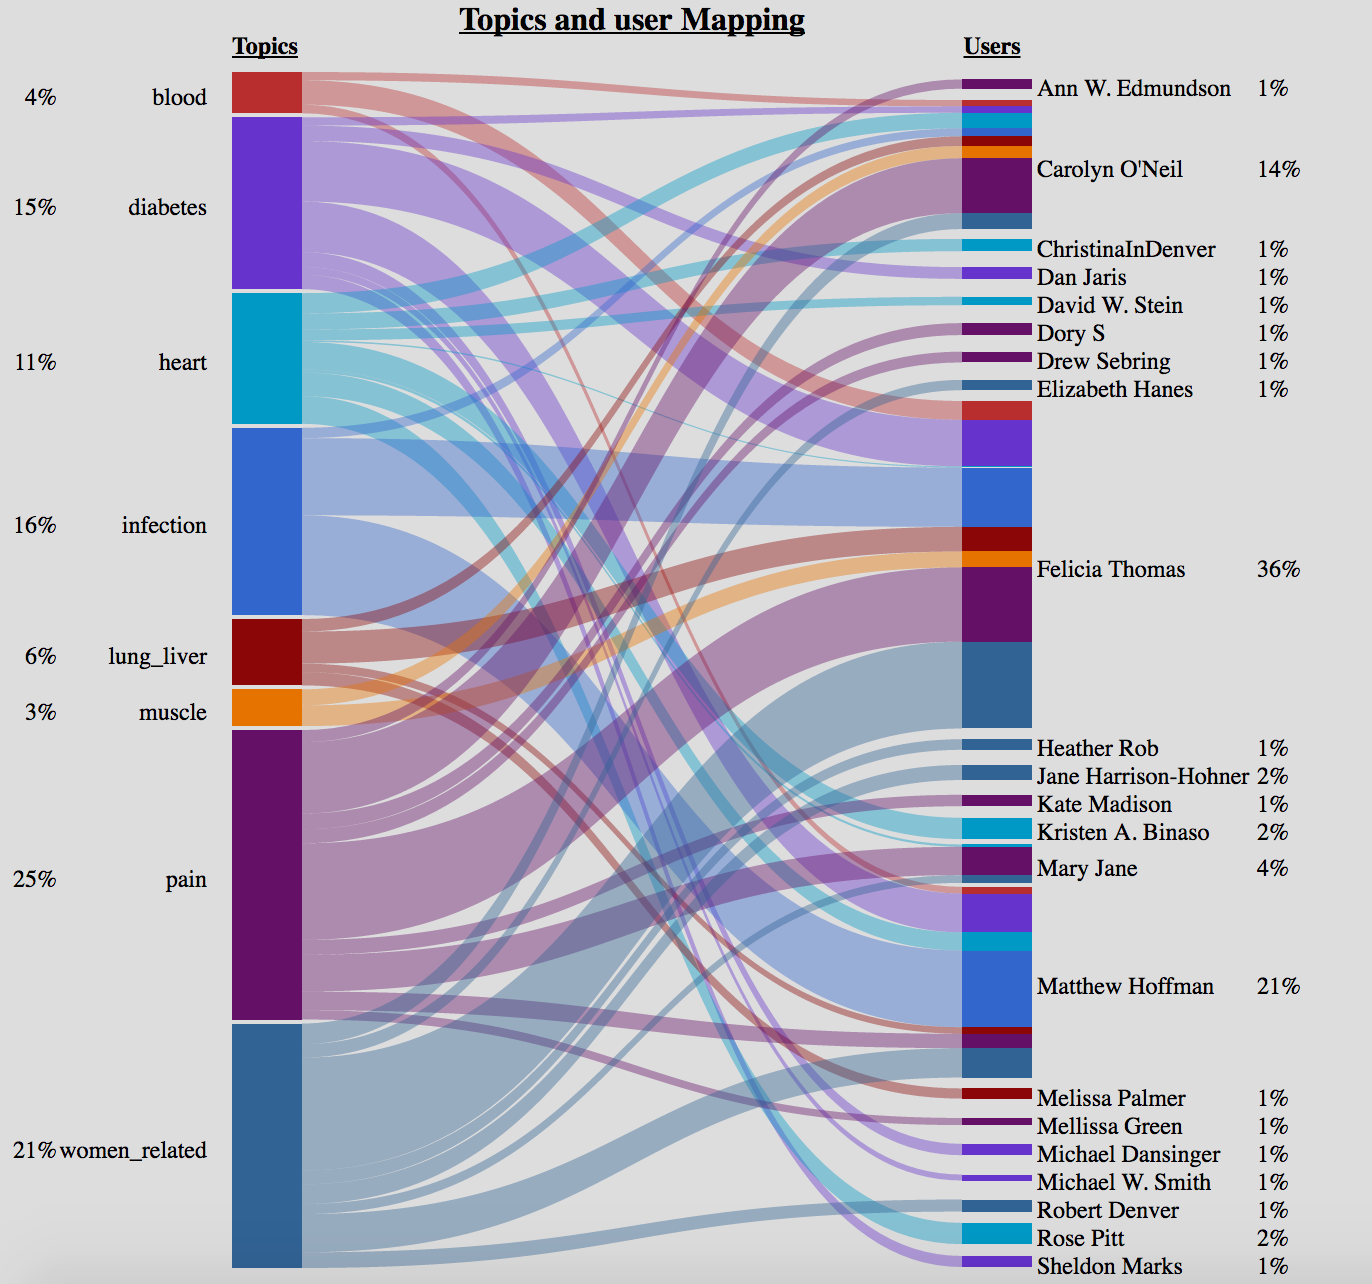 Topics and user Mapping
Topics
Users
4% blood
15% diabetes
11% heart
16% infection
6% lung_liver
3% muscle
25% pain
21% women_related
Ann W. Edmundson 1%
Carolyn O'Neil 14%
ChristinaInDenver 1%
Dan Jaris 1%
David W. Stein 1%
Dory S 1%
Drew Sebring 1%
Elizabeth Hanes 1%
Felicia Thomas 36%
Heather Rob 1%
Jane Harrison-Hohner 2%
Kate Madison 1%
Kristen A. Binaso 2%
Mary Jane 4%
Matthew Hoffman 21%
Melissa Palmer 1%
Mellissa Green 1%
Michael Dansinger 1%
Michael W. Smith 1%
Robert Denver 1%
Rose Pitt 2%
Sheldon Marks 1%